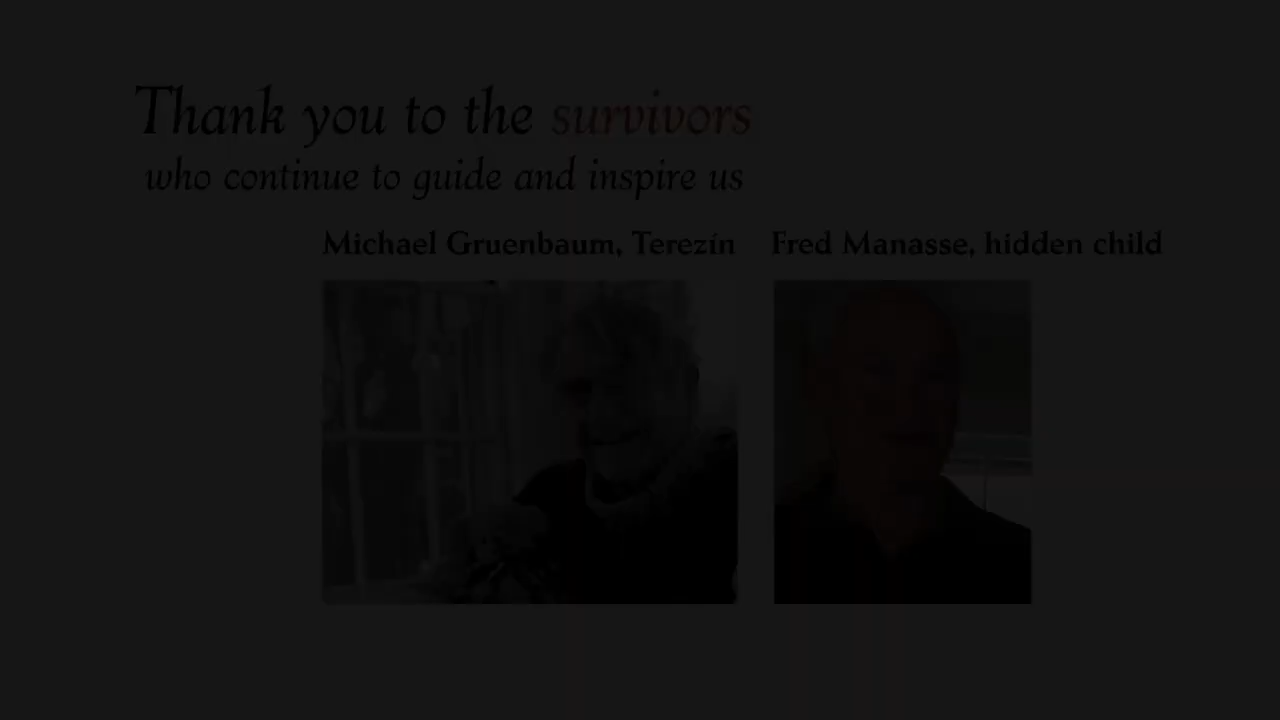 Thank you to the survivors
who continue to guide and inspire us
Michael Gruenbaum, Terezín
Fred Manasse, hidden child